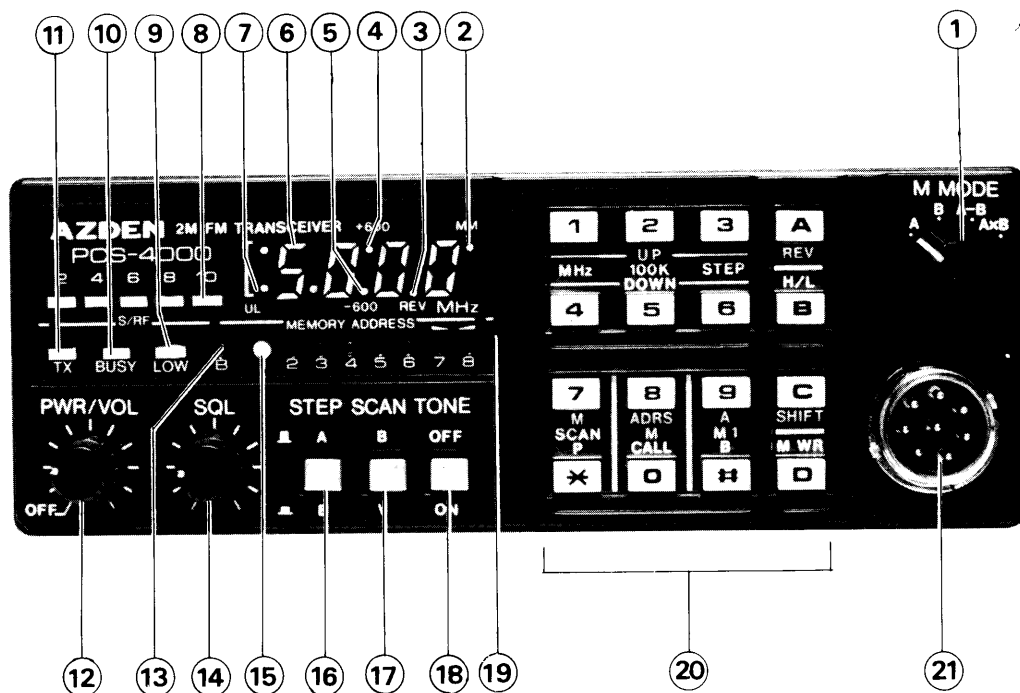 11 10 9 8 7 6 5 4 3 2 1
AZDEN 2M FM TRANSCEIVER +600 MM
PCS-4000
5.000
2 4 6 8 10
UL -600 REV MHz
S/RF MEMORY ADDRESS
TX BUSY LOW B 2 3 4 5 6 7 8
PWR/VOL SQL STEP SCAN TONE
A B OFF
OFF
B V ON
1 2 3 A
UP REV
MHz 100K STEP
DOWN H/L
4 5 6 B
7 8 9 C
M ADRS A SHIFT
SCAN M M1
P CALL B M WR
* 0 # D
M MODE
A B A-B AxB
12 13 14 15 16 17 18 19 20 21